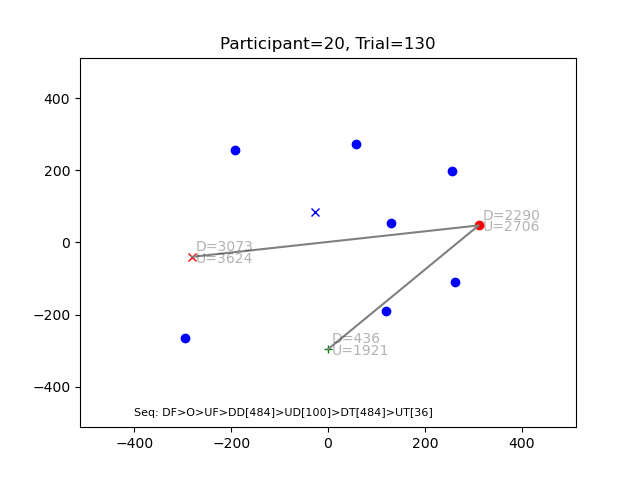 Participant=20, Trial=130
400
200
0
−200
−400
D=2290
U=2706
D=3073
U=3624
D=436
U=1921
Seq: DF>O>UF>DD[484]>UD[100]>DT[484]>UT[36]
−400
−200
0
200
400